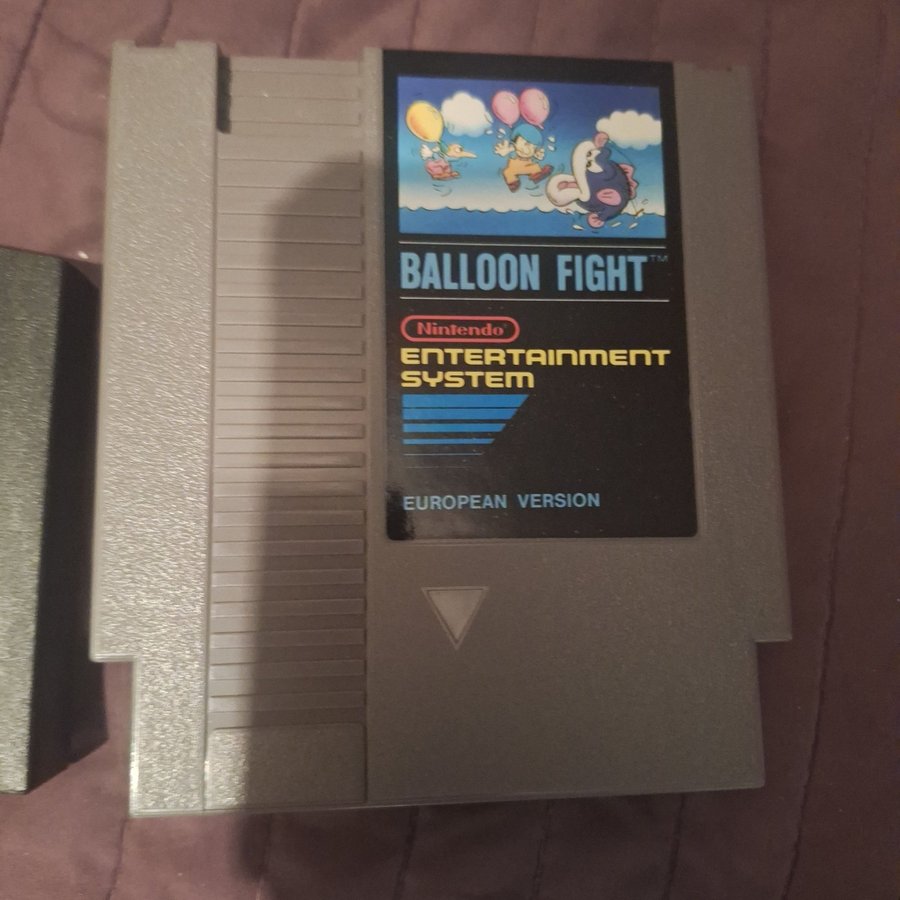 BALLOON FIGHT™
Nintendo®
ENTERTAINMENT
SYSTEM
EUROPEAN VERSION